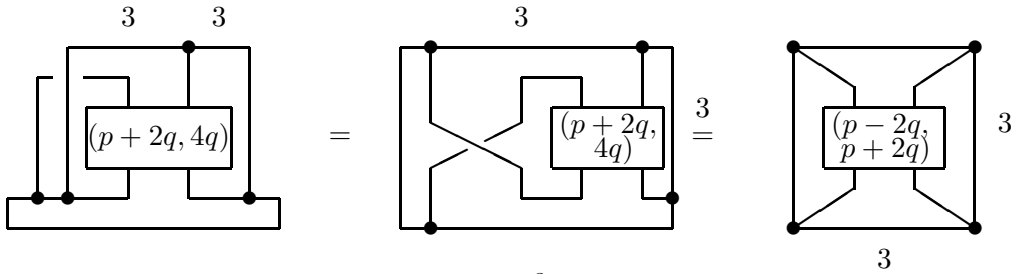 3 3
(p + 2q, 4q)
=
3
(p + 2q,
4q)
3
=
(p − 2q,
p + 2q)
3
3